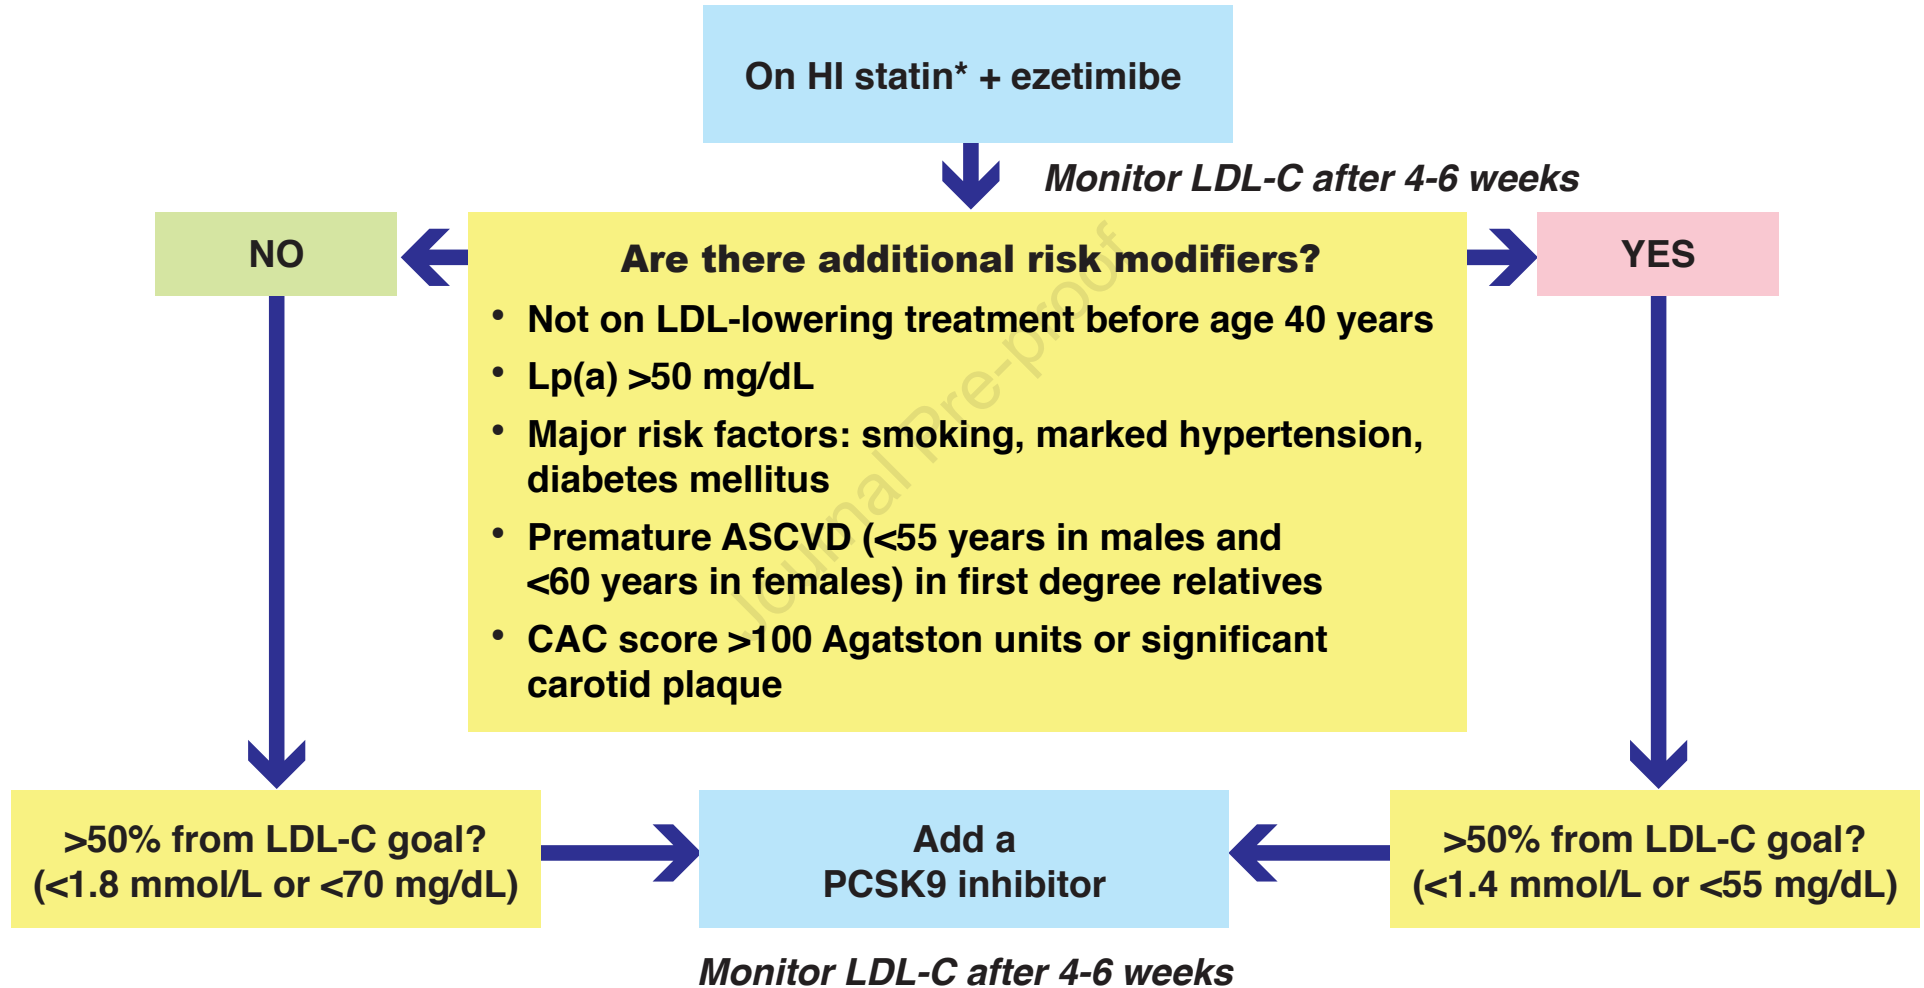 On HI statin* + ezetimibe
Monitor LDL-C after 4-6 weeks
NO
Are there additional risk modifiers?
YES
• Not on LDL-lowering treatment before age 40 years
• Lp(a) >50 mg/dL
• Major risk factors: smoking, marked hypertension,
diabetes mellitus
• Premature ASCVD (<55 years in males and
<60 years in females) in first degree relatives
• CAC score >100 Agatston units or significant
carotid plaque
Journal Pre-proof
>50% from LDL-C goal?
(<1.8 mmol/L or <70 mg/dL)
Add a
PCSK9 inhibitor
>50% from LDL-C goal?
(<1.4 mmol/L or <55 mg/dL)
Monitor LDL-C after 4-6 weeks